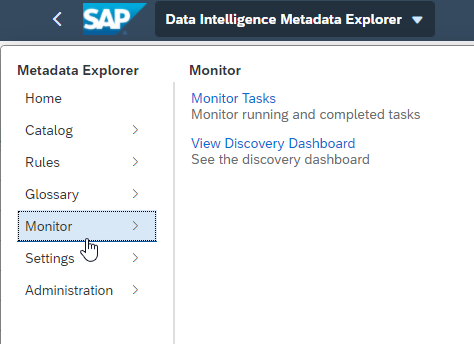 SAP Data Intelligence Metadata Explorer
Metadata Explorer
Home
Catalog
Rules
Glossary
Monitor
Settings
Administration
Monitor
Monitor Tasks
Monitor running and completed tasks
View Discovery Dashboard
See the discovery dashboard